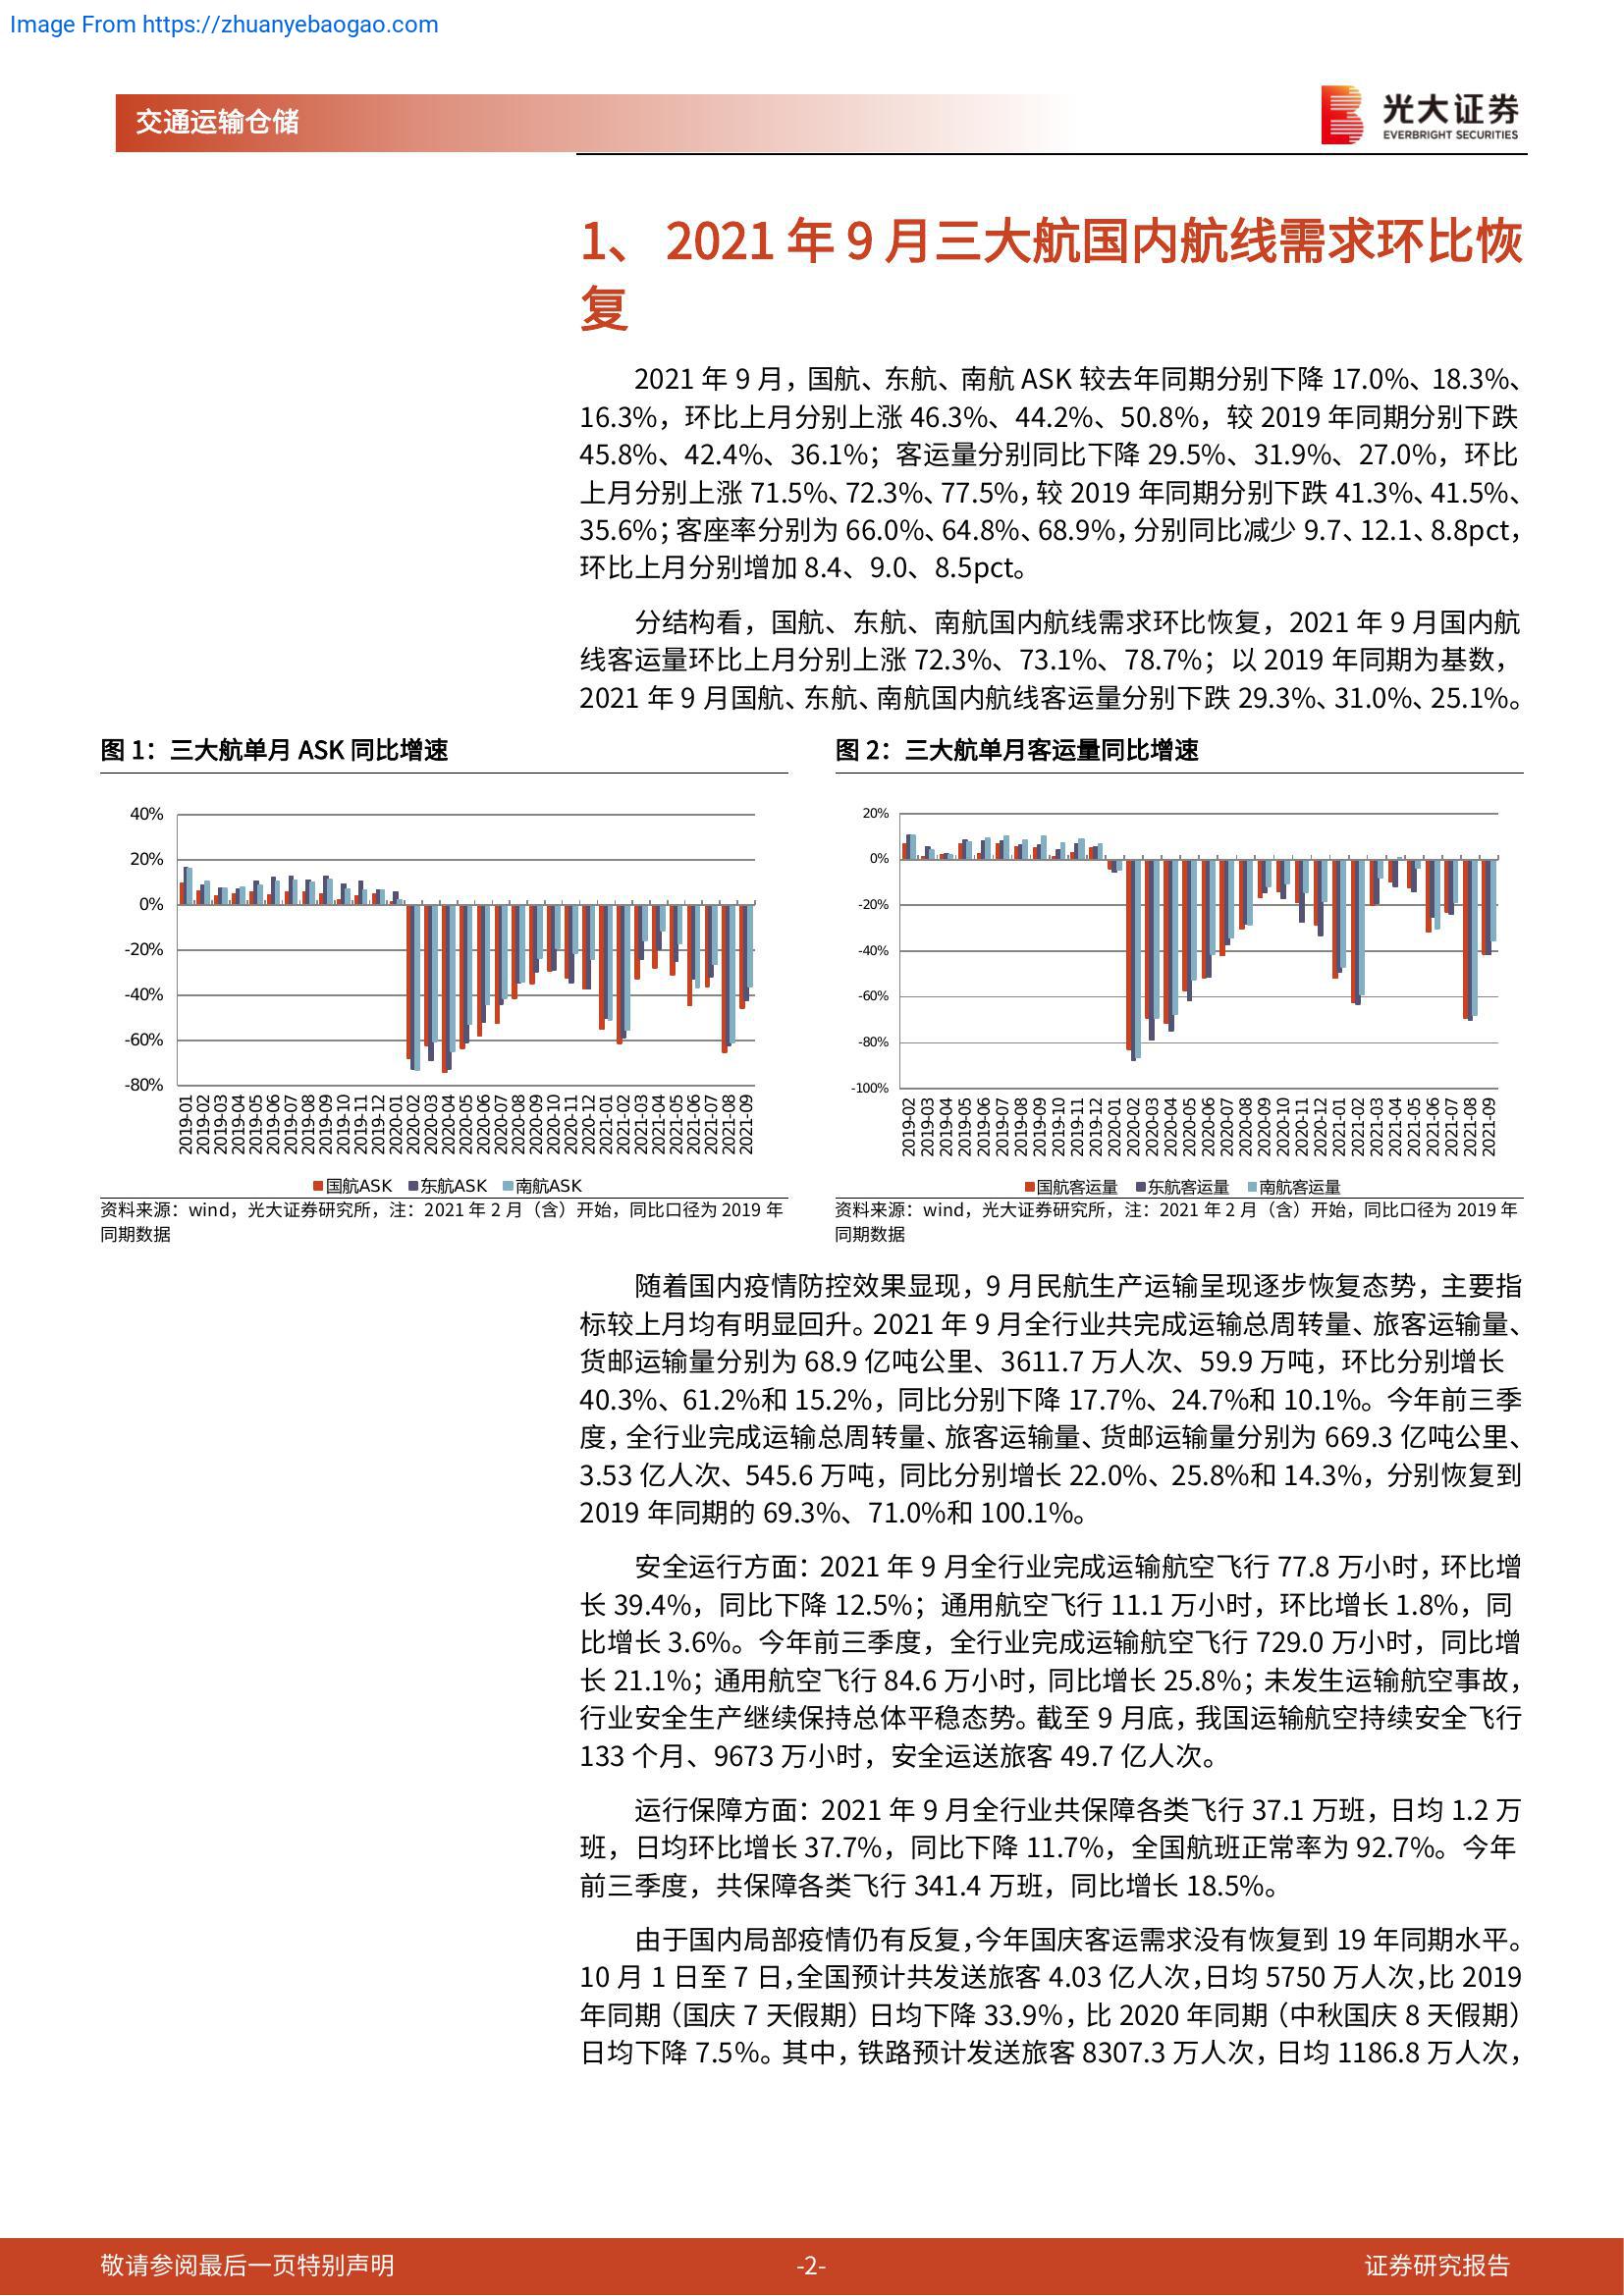 Image From https://zhuanyebaogao.com
交通运输仓储
光大证券
EVERBRIGHT SECURITIES
1、 2021 年 9 月三大航国内航线需求环比恢
复
2021 年 9 月，国航、东航、南航 ASK 较去年同期分别下降 17.0%、18.3%、
16.3%，环比上月分别上涨 46.3%、44.2%、50.8%，较 2019 年同期分别下跌
45.8%、42.4%、36.1%；客运量分别同比下降 29.5%、31.9%、27.0%，环比
上月分别上涨 71.5%、72.3%、77.5%，较 2019 年同期分别下跌 41.3%、41.5%、
35.6%；客座率分别为 66.0%、64.8%、68.9%，分别同比减少 9.7、12.1、8.8pct，
环比上月分别增加 8.4、9.0、8.5pct。
分结构看，国航、东航、南航国内航线需求环比恢复，2021 年 9 月国内航
线客运量环比上月分别上涨 72.3%、73.1%、78.7%；以 2019 年同期为基数，
2021 年 9 月国航、东航、南航国内航线客运量分别下跌 29.3%、31.0%、25.1%。
图 1：三大航单月 ASK 同比增速
40%
20%
0%
-20%
-40%
-60%
-80%
2019-01 2019-02 2019-03 2019-04 2019-05 2019-06 2019-07 2019-08 2019-09 2019-10 2019-11 2019-12 2020-01 2020-02 2020-03 2020-04 2020-05 2020-06 2020-07 2020-08 2020-09 2020-10 2020-11 2020-12 2021-01 2021-02 2021-03 2021-04 2021-05 2021-06 2021-07 2021-08 2021-09
国航ASK 东航ASK 南航ASK
资料来源：wind，光大证券研究所，注：2021 年 2 月（含）开始，同比口径为 2019 年
同期数据
图 2：三大航单月客运量同比增速
20%
0%
-20%
-40%
-60%
-80%
-100%
2019-02 2019-03 2019-04 2019-05 2019-06 2019-07 2019-08 2019-09 2019-10 2019-11 2019-12 2020-01 2020-02 2020-03 2020-04 2020-05 2020-06 2020-07 2020-08 2020-09 2020-10 2020-11 2020-12 2021-01 2021-02 2021-03 2021-04 2021-05 2021-06 2021-07 2021-08 2021-09
国航客运量 东航客运量 南航客运量
资料来源：wind，光大证券研究所，注：2021 年 2 月（含）开始，同比口径为 2019 年
同期数据
随着国内疫情防控效果显现，9 月民航生产运输呈现逐步恢复态势，主要指
标较上月均有明显回升。2021 年 9 月全行业共完成运输总周转量、旅客运输量、
货邮运输量分别为 68.9 亿吨公里、3611.7 万人次、59.9 万吨，环比分别增长
40.3%、61.2%和 15.2%，同比分别下降 17.7%、24.7%和 10.1%。今年前三季
度，全行业完成运输总周转量、旅客运输量、货邮运输量分别为 669.3 亿吨公里、
3.53 亿人次、545.6 万吨，同比分别增长 22.0%、25.8%和 14.3%，分别恢复到
2019 年同期的 69.3%、71.0%和 100.1%。
安全运行方面：2021 年 9 月全行业完成运输航空飞行 77.8 万小时，环比增
长 39.4%，同比下降 12.5%；通用航空飞行 11.1 万小时，环比增长 1.8%，同
比增长 3.6%。今年前三季度，全行业完成运输航空飞行 729.0 万小时，同比增
长 21.1%；通用航空飞行 84.6 万小时，同比增长 25.8%；未发生运输航空事故，
行业安全生产继续保持总体平稳态势。截至 9 月底，我国运输航空持续安全飞行
133 个月、9673 万小时，安全运送旅客 49.7 亿人次。
运行保障方面：2021 年 9 月全行业共保障各类飞行 37.1 万班，日均 1.2 万
班，日均环比增长 37.7%，同比下降 11.7%，全国航班正常率为 92.7%。今年
前三季度，共保障各类飞行 341.4 万班，同比增长 18.5%。
由于国内局部疫情仍有反复，今年国庆客运需求没有恢复到 19 年同期水平。
10 月 1 日至 7 日，全国预计共发送旅客 4.03 亿人次，日均 5750 万人次，比 2019
年同期（国庆 7 天假期）日均下降 33.9%，比 2020 年同期（中秋国庆 8 天假期）
日均下降 7.5%。其中，铁路预计发送旅客 8307.3 万人次，日均 1186.8 万人次，
敬请参阅最后一页特别声明
-2-
证券研究报告